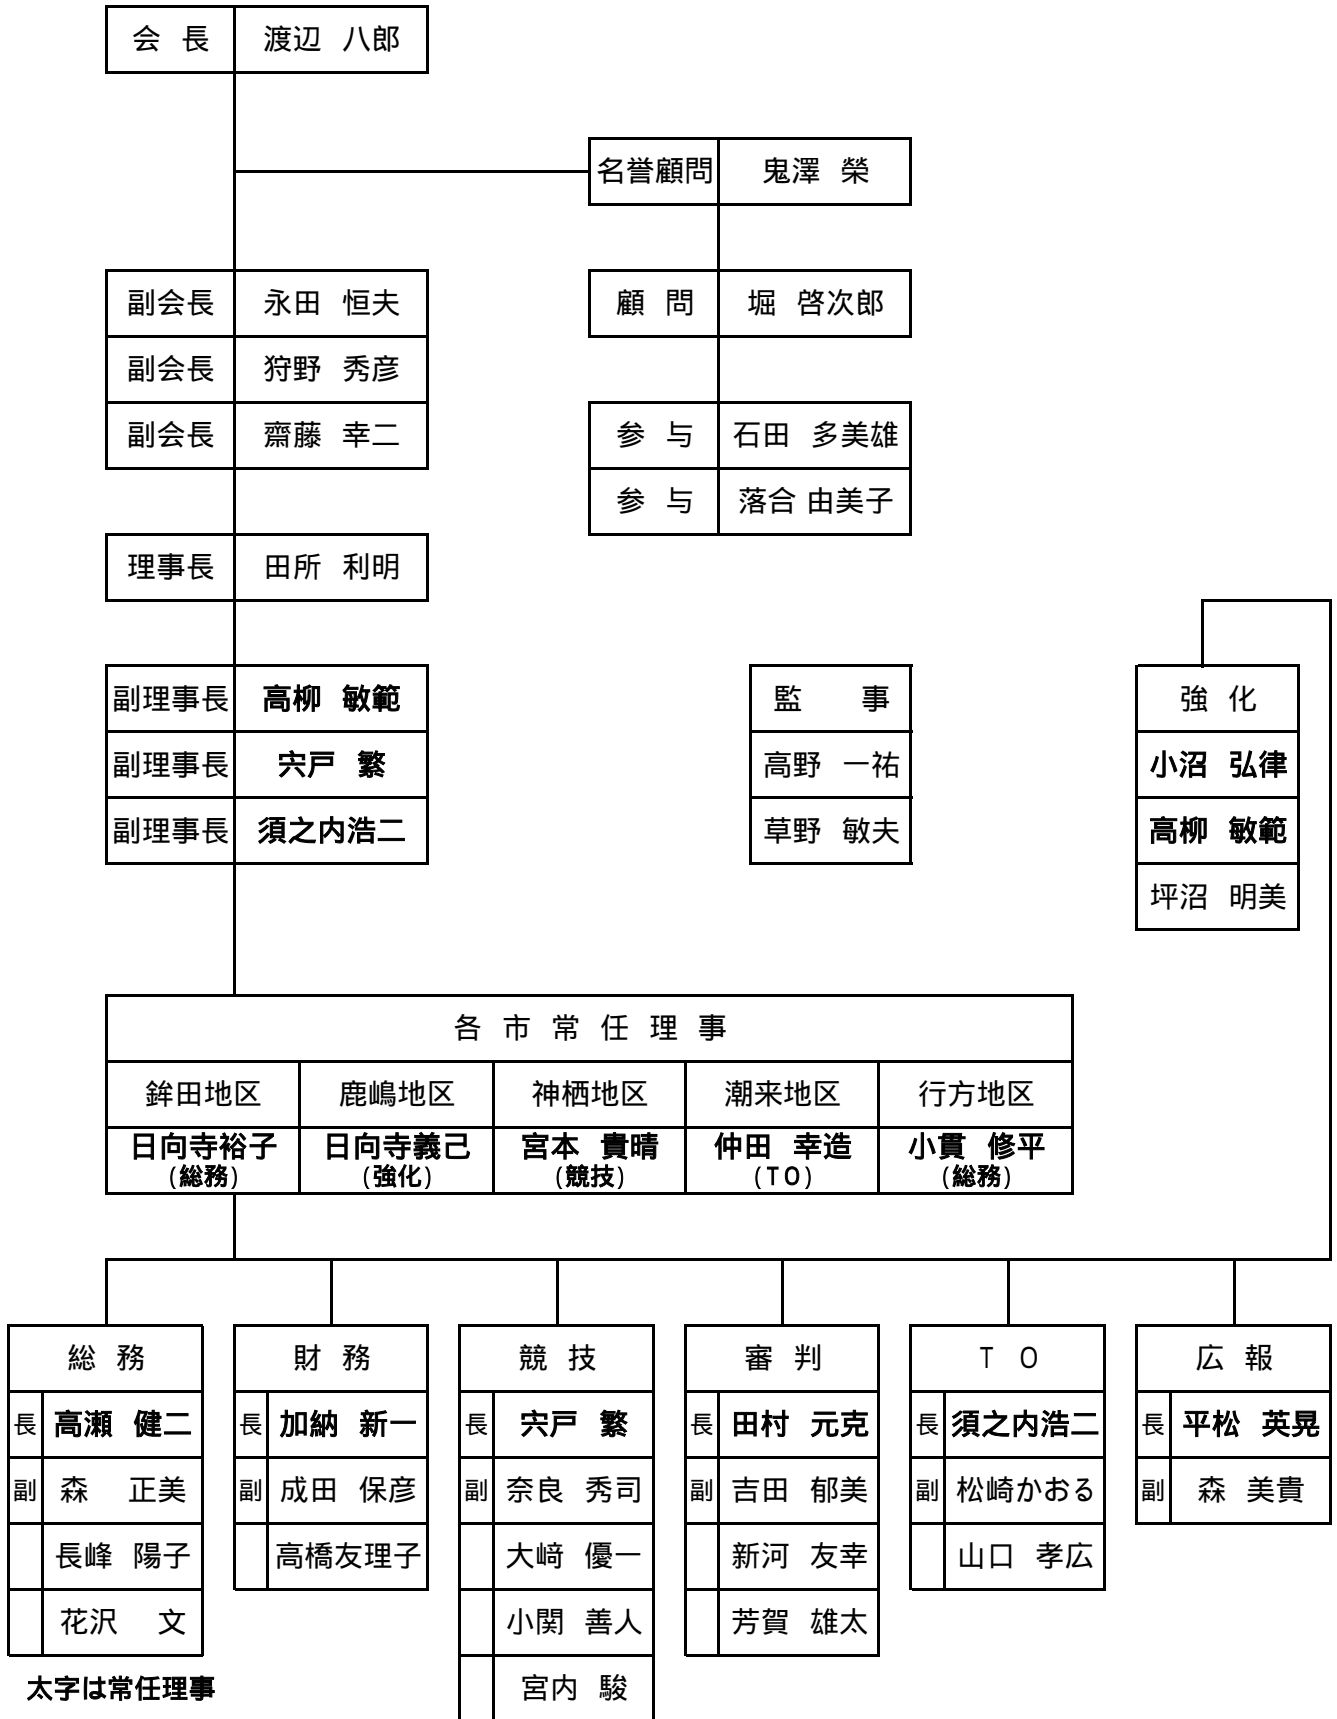 会 長 渡辺 八郎
名誉顧問 鬼澤 榮
副会長 永田 恒夫
顧 問 堀 啓次郎
副会長 狩野 秀彦
副会長 齋藤 幸二
参 与 石田 多美雄
参 与 落合 由美子
理事長 田所 利明
副理事長 高柳 敏範
監 事
強 化
副理事長 宍戸 繁
高野 一祐
小沼 弘律
副理事長 須之内浩二
草野 敏夫
高柳 敏範
坪沼 明美
各 市 常 任 理 事
鉾田地区 鹿嶋地区 神栖地区 潮来地区 行方地区
日向寺裕子 日向寺義己 宮本 貴晴 仲田 幸造 小貫 修平
(総務) (強化) (競技) (TO) (総務)
総 務 財 務 競 技 審 判 T O 広 報
長 高瀬 健二 長 加納 新一 長 宍戸 繁 長 田村 元克 長 須之内浩二 長 平松 英晃
副 森 正美 副 成田 保彦 副 奈良 秀司 副 吉田 郁美 副 松崎かおる 副 森 美貴
長峰 陽子 高橋友理子 大﨑 優一 新河 友幸 山口 孝広
花沢 文 小関 善人 芳賀 雄太
太字は常任理事 宮内 駿